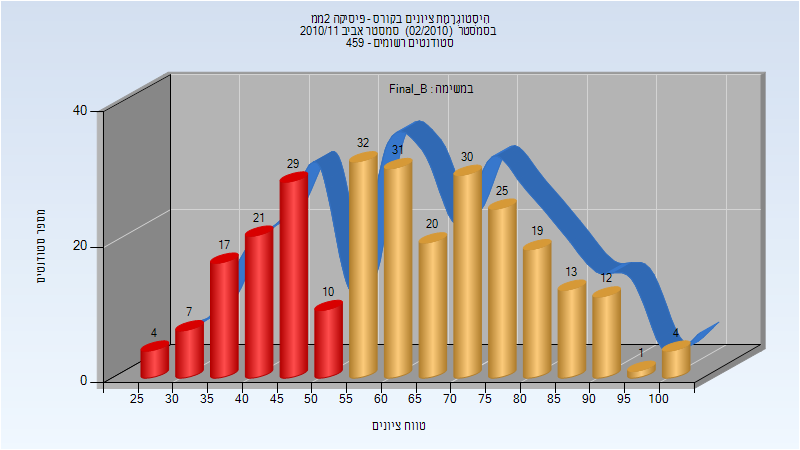 היסטוגרמת ציונים בקורס - פיסיקה 2ממ
בסמסטר (02/2010) סמסטר אביב 2010/11
סטודנטים רשומים - 459
במשימה : Final_B
מספר סטודנטים
40
20
0
4
7
17
21
29
10
32
31
20
30
25
19
13
12
1
4
25 30 35 40 45 50 55 60 65 70 75 80 85 90 95 100
טווח ציונים